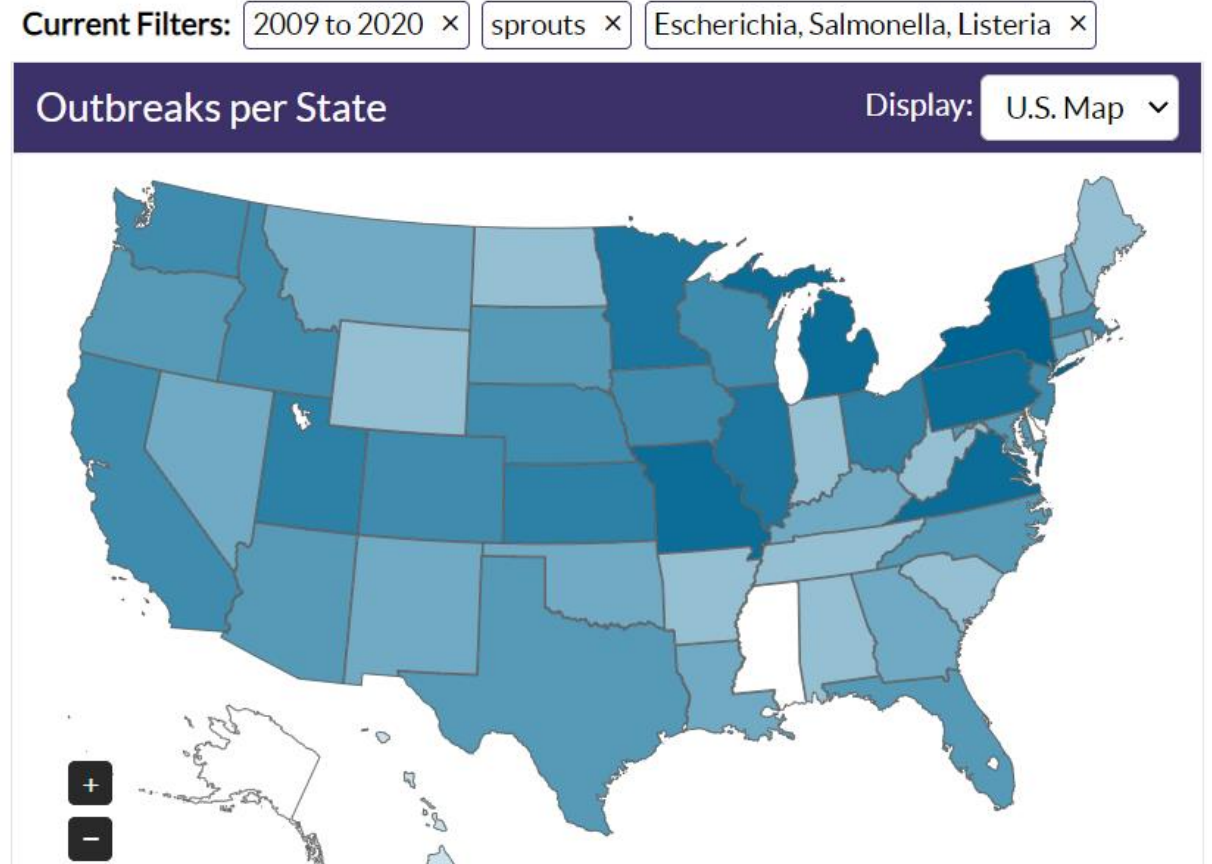 Current Filters: 2009 to 2020 × sprouts × Escherichia, Salmonella, Listeria ×
Outbreaks per State Display: U.S. Map
+
−